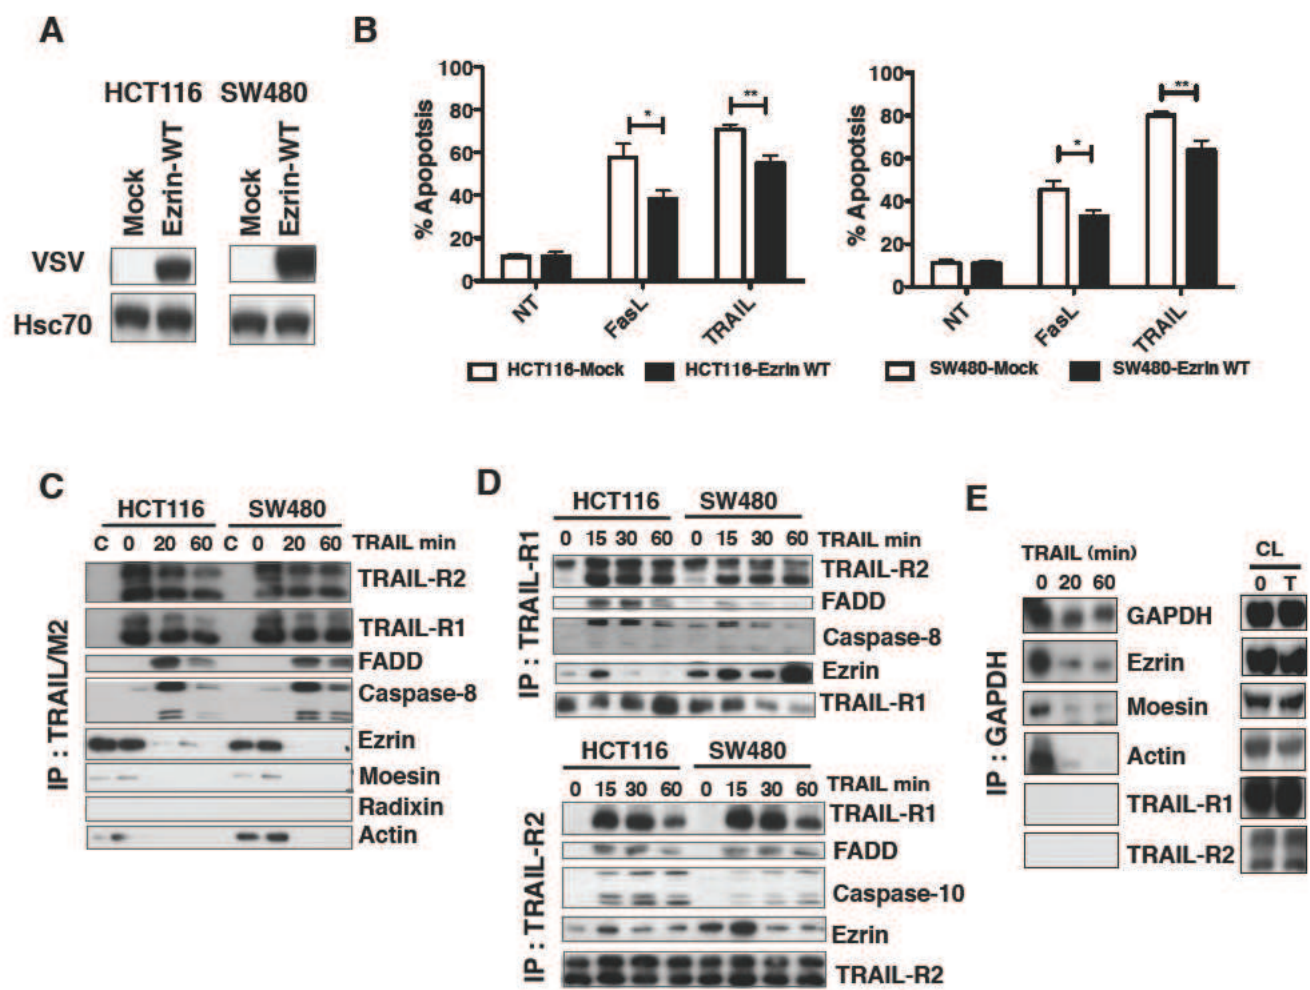 A
HCT116 SW480
Mock
Ezrin-WT
Mock
Ezrin-WT
VSV
Hsc70
B
% Apopotsis
100
80
60
40
20
0
* **
NT FasL TRAIL
HCT116-Mock HCT116-Ezrin WT
% Apopotsis
100
80
60
40
20
0
* **
NT FasL TRAIL
SW480-Mock SW480-Ezrin WT
C
HCT116 SW480
C 0 20 60 C 0 20 60 TRAIL min
IP : TRAIL/M2
TRAIL-R2
TRAIL-R1
FADD
Caspase-8
Ezrin
Moesin
Radixin
Actin
D
HCT116 SW480
0 15 30 60 0 15 30 60 TRAIL min
IP : TRAIL-R1
TRAIL-R2
FADD
Caspase-8
Ezrin
TRAIL-R1
HCT116 SW480
0 15 30 60 0 15 30 60 TRAIL min
IP : TRAIL-R2
TRAIL-R1
FADD
Caspase-10
Ezrin
TRAIL-R2
E
TRAIL (min) CL
0 20 60 0 T
IP : GAPDH
GAPDH
Ezrin
Moesin
Actin
TRAIL-R1
TRAIL-R2